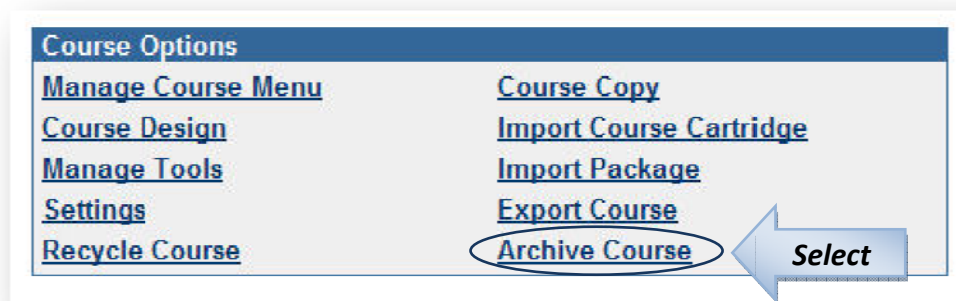 Course Options
Manage Course Menu
Course Copy
Course Design
Import Course Cartridge
Manage Tools
Import Package
Settings
Export Course
Recycle Course
Archive Course
Select